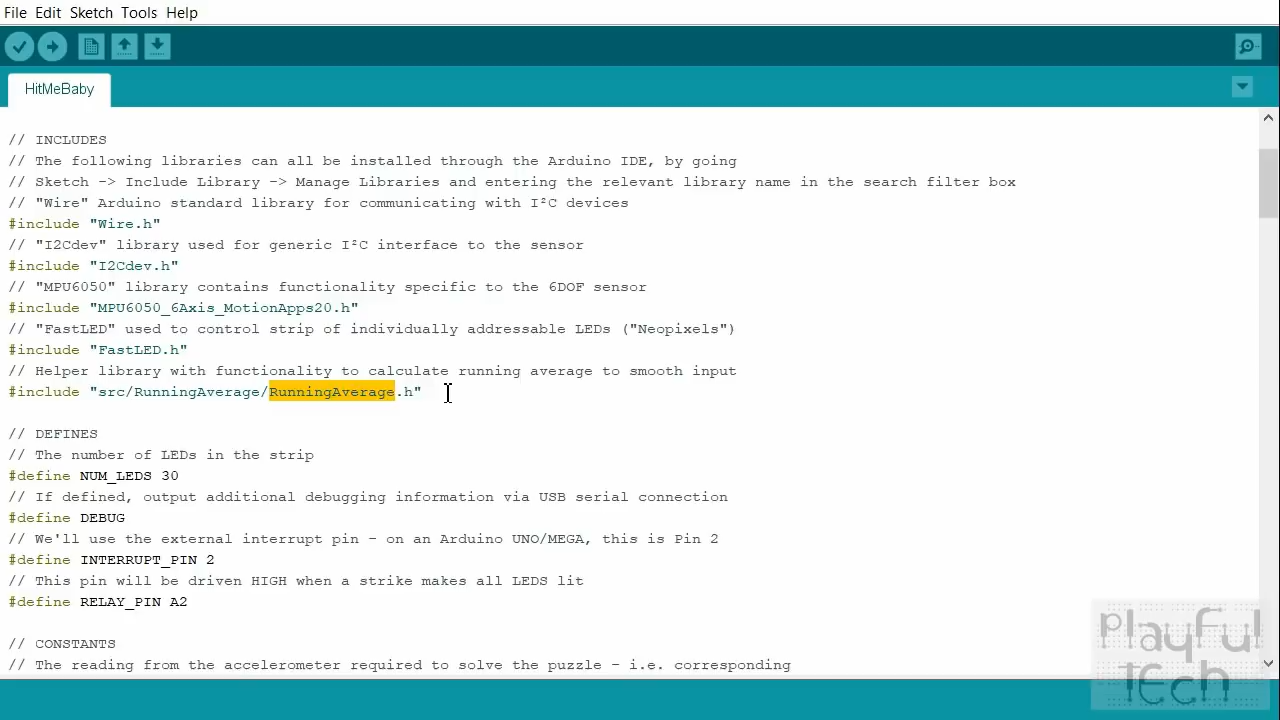 File Edit Sketch Tools Help
HitMeBaby
// INCLUDES
// The following libraries can all be installed through the Arduino IDE, by going
// Sketch -> Include Library -> Manage Libraries and entering the relevant library name in the search filter box
// "Wire" Arduino standard library for communicating with I²C devices
#include "Wire.h"
// "I2Cdev" library used for generic I²C interface to the sensor
#include "I2Cdev.h"
// "MPU6050" library contains functionality specific to the 6DOF sensor
#include "MPU6050_6Axis_MotionApps20.h"
// "FastLED" used to control strip of individually addressable LEDs ("Neopixels")
#include "FastLED.h"
// Helper library with functionality to calculate running average to smooth input
#include "src/RunningAverage/RunningAverage.h"
// DEFINES
// The number of LEDs in the strip
#define NUM_LEDS 30
// If defined, output additional debugging information via USB serial connection
#define DEBUG
// We'll use the external interrupt pin - on an Arduino UNO/MEGA, this is Pin 2
#define INTERRUPT_PIN 2
// This pin will be driven HIGH when a strike makes all LEDS lit
#define RELAY_PIN A2
// CONSTANTS
// The reading from the accelerometer required to solve the puzzle - i.e. corresponding
playful
tech